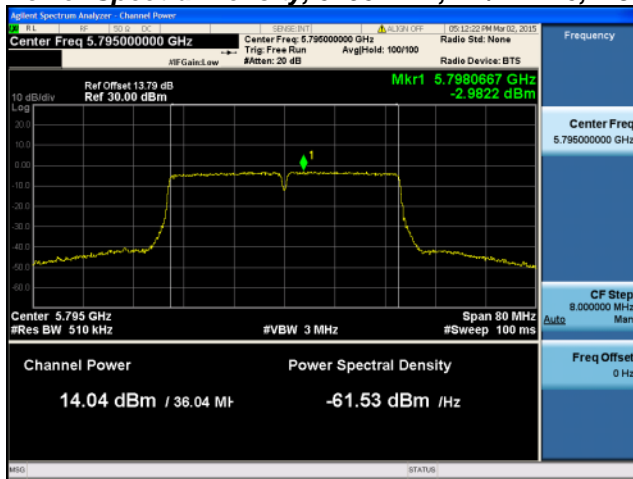 Agilent Spectrum Analyzer - Channel Power
RL RF 50 Ω DC SENSE:INT ALIGN OFF 05:12:22 PM Mar 02, 2015
Center Freq 5.795000000 GHz
Center Freq: 5.795000000 GHz
Radio Std: None
Trig: Free Run Avg|Hold: 100/100
#IFGain:Low #Atten: 20 dB Radio Device: BTS
Mkr1 5.7980667 GHz
-2.9822 dBm
Ref Offset 13.79 dB
10 dB/div Ref 30.00 dBm
Log
20.0
10.0
0.00
-10.0
-20.0
-30.0
-40.0
-50.0
-60.0
1
Center 5.795 GHz Span 80 MHz
#Res BW 510 kHz #VBW 3 MHz #Sweep 100 ms
Channel Power Power Spectral Density
14.04 dBm / 36.04 MH -61.53 dBm /Hz
MSG STATUS
Frequency
Center Freq
5.795000000 GHz
CF Step
8.000000 MHz
Auto Man
Freq Offset
0 Hz